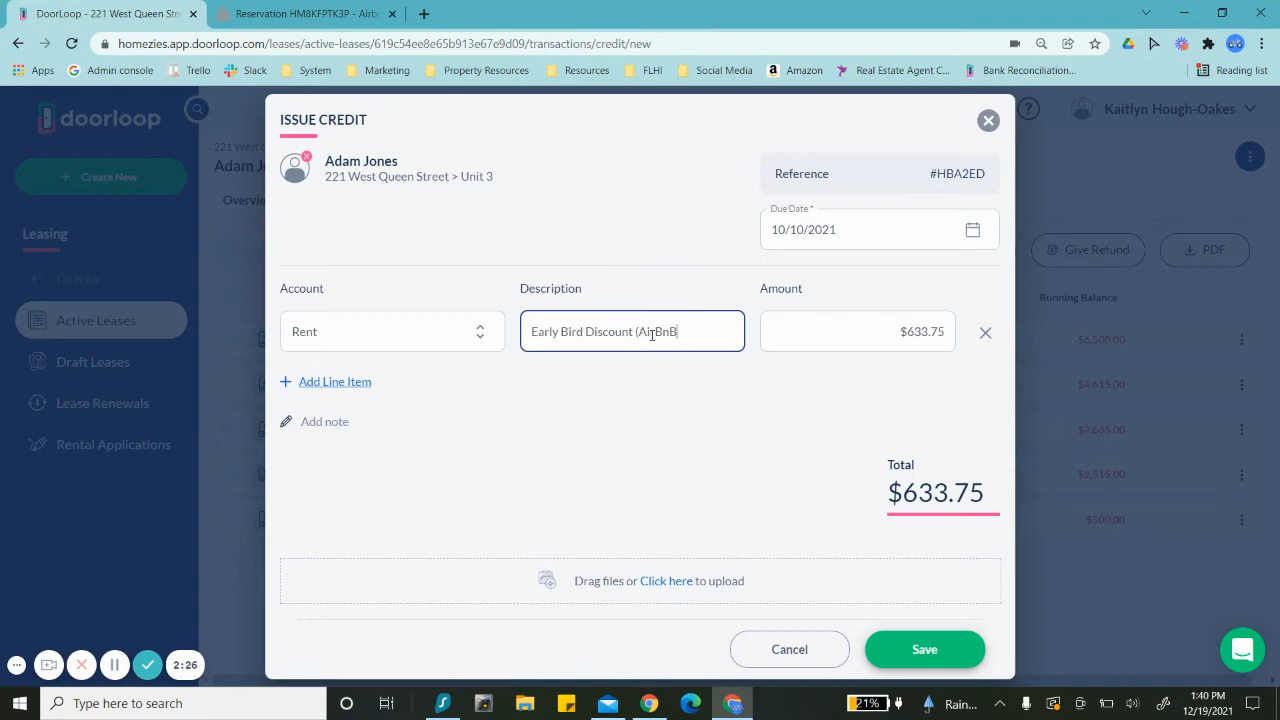 DoorLoop - 221 West Queen Stree
Reservation HM8KFPTK3P - Airb
homezies.app.doorloop.com/leases/active-leases/619c54ee8e65b913e67e9d09/transactions/credit/new
Apps
Admin console
Trello
Slack
System
Marketing
Property Resources
Resources
FLHI
Social Media
Amazon
Real Estate Agent C...
Bank Reconciliation...
Reading list
doorloop
Kaitlyn Hough-Oakes
Create New
Leasing
Go Back
Active Leases
Draft Leases
Lease Renewals
Rental Applications
221 West Q
Adam Jones
Overvie
ISSUE CREDIT
Adam Jones
221 West Queen Street > Unit 3
Reference
#HBA2ED
Due Date *
10/10/2021
Account
Description
Amount
Rent
Early Bird Discount (AirBnB
$633.75
Add Line Item
Add note
Total
$633.75
Drag files or Click here to upload
Cancel
Save
Give Refund
PDF
Running Balance
$4,615.00
$2,665.00
$2,515.00
$500.00
2:26
Type here to search
21%
Rain...
1:40 PM
12/19/2021